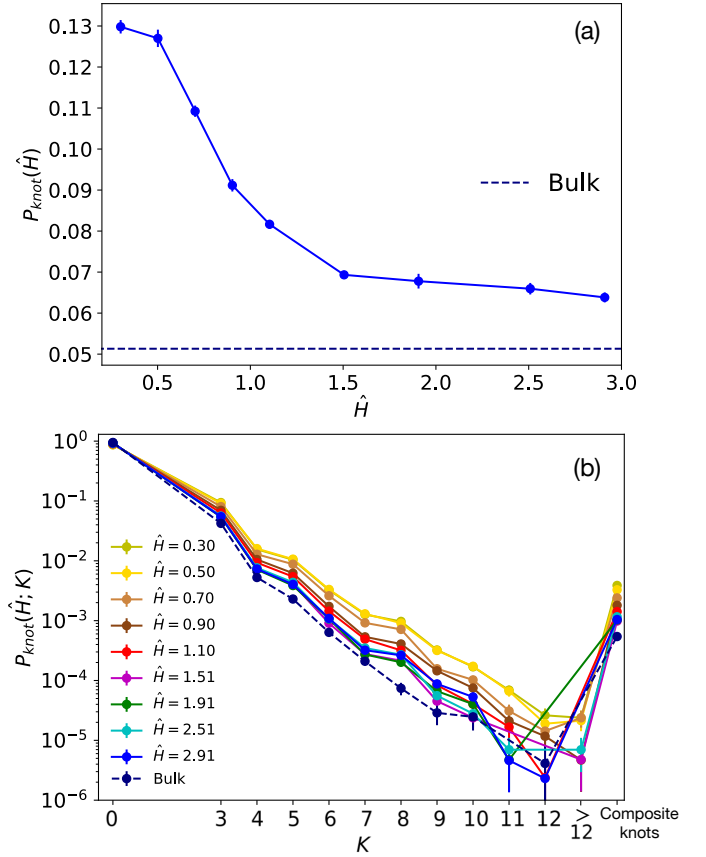 (a)
0.13
0.12
0.11
0.10
0.09
0.08
0.07
0.06
0.05
P_{knot}(Ĥ)
Bulk
0.5 1.0 1.5 2.0 2.5 3.0
Ĥ
(b)
10^0
10^{-1}
10^{-2}
10^{-3}
10^{-4}
10^{-5}
10^{-6}
P_{knot}(Ĥ; K)
Ĥ = 0.30
Ĥ = 0.50
Ĥ = 0.70
Ĥ = 0.90
Ĥ = 1.10
Ĥ = 1.51
Ĥ = 1.91
Ĥ = 2.51
Ĥ = 2.91
Bulk
0 3 4 5 6 7 8 9 10 11 12 > 12 Composite knots
K